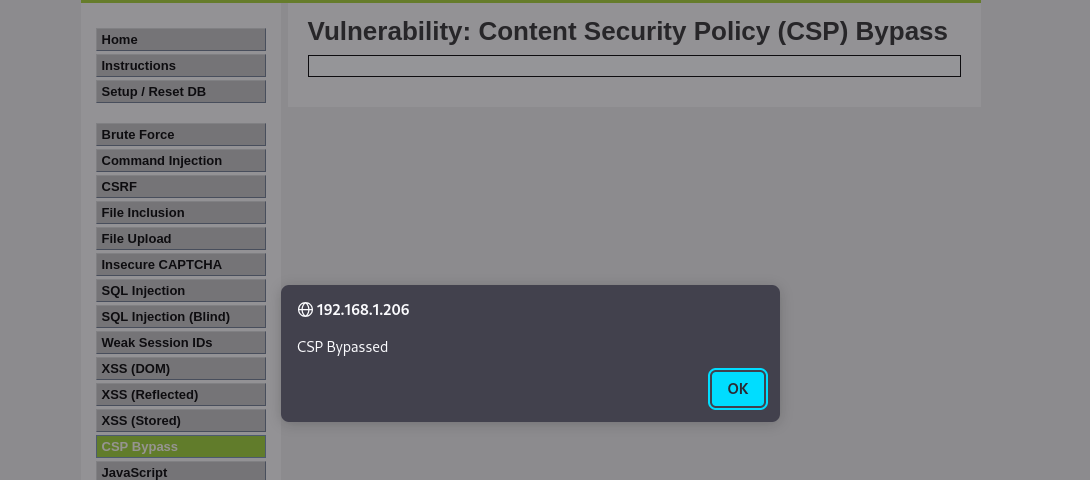 Vulnerability: Content Security Policy (CSP) Bypass
Home
Instructions
Setup / Reset DB
Brute Force
Command Injection
CSRF
File Inclusion
File Upload
Insecure CAPTCHA
SQL Injection
SQL Injection (Blind)
Weak Session IDs
XSS (DOM)
XSS (Reflected)
XSS (Stored)
CSP Bypass
JavaScript
192.168.1.206
CSP Bypassed
OK